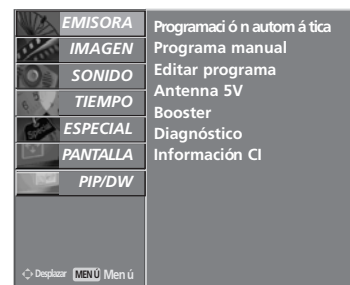 EMISORA
IMAGEN
SONIDO
TIEMPO
ESPECIAL
PANTALLA
PIP/DW
Programaci ó n autom á tica
Programa manual
Editar programa
Antenna 5V
Booster
Diagnóstico
Información CI
Desplazar MENÚ Men ú